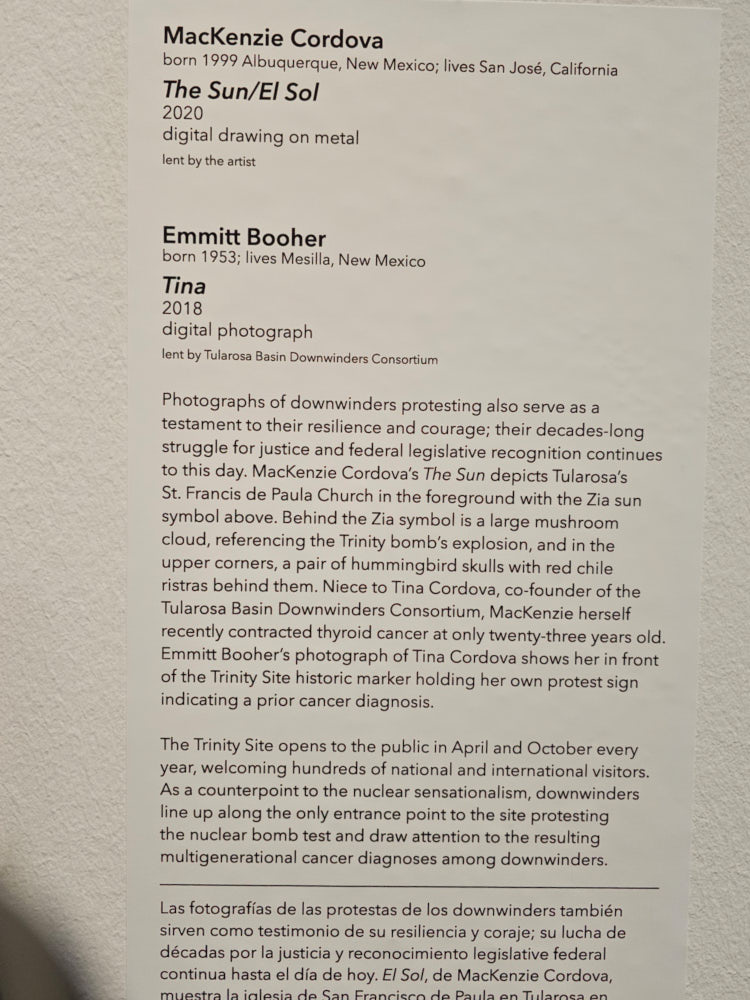 MacKenzie Cordova
born 1999 Albuquerque, New Mexico; lives San José, California
The Sun/El Sol
2020
digital drawing on metal
lent by the artist
Emmitt Booher
born 1953; lives Mesilla, New Mexico
Tina
2018
digital photograph
lent by Tularosa Basin Downwinders Consortium
Photographs of downwinders protesting also serve as a
testament to their resilience and courage; their decades-long
struggle for justice and federal legislative recognition continues
to this day. MacKenzie Cordova's The Sun depicts Tularosa's
St. Francis de Paula Church in the foreground with the Zia sun
symbol above. Behind the Zia symbol is a large mushroom
cloud, referencing the Trinity bomb's explosion, and in the
upper corners, a pair of hummingbird skulls with red chile
ristras behind them. Niece to Tina Cordova, co-founder of the
Tularosa Basin Downwinders Consortium, MacKenzie herself
recently contracted thyroid cancer at only twenty-three years old.
Emmitt Booher's photograph of Tina Cordova shows her in front
of the Trinity Site historic marker holding her own protest sign
indicating a prior cancer diagnosis.
The Trinity Site opens to the public in April and October every
year, welcoming hundreds of national and international visitors.
As a counterpoint to the nuclear sensationalism, downwinders
line up along the only entrance point to the site protesting
the nuclear bomb test and draw attention to the resulting
multigenerational cancer diagnoses among downwinders.
Las fotografías de las protestas de los downwinders también
sirven como testimonio de su resiliencia y coraje; su lucha de
décadas por la justicia y reconocimiento legislative federal
continua hasta el día de hoy. El Sol, de MacKenzie Cordova,
muestra la iglesia de San Francisco de Paula en Tularosa en